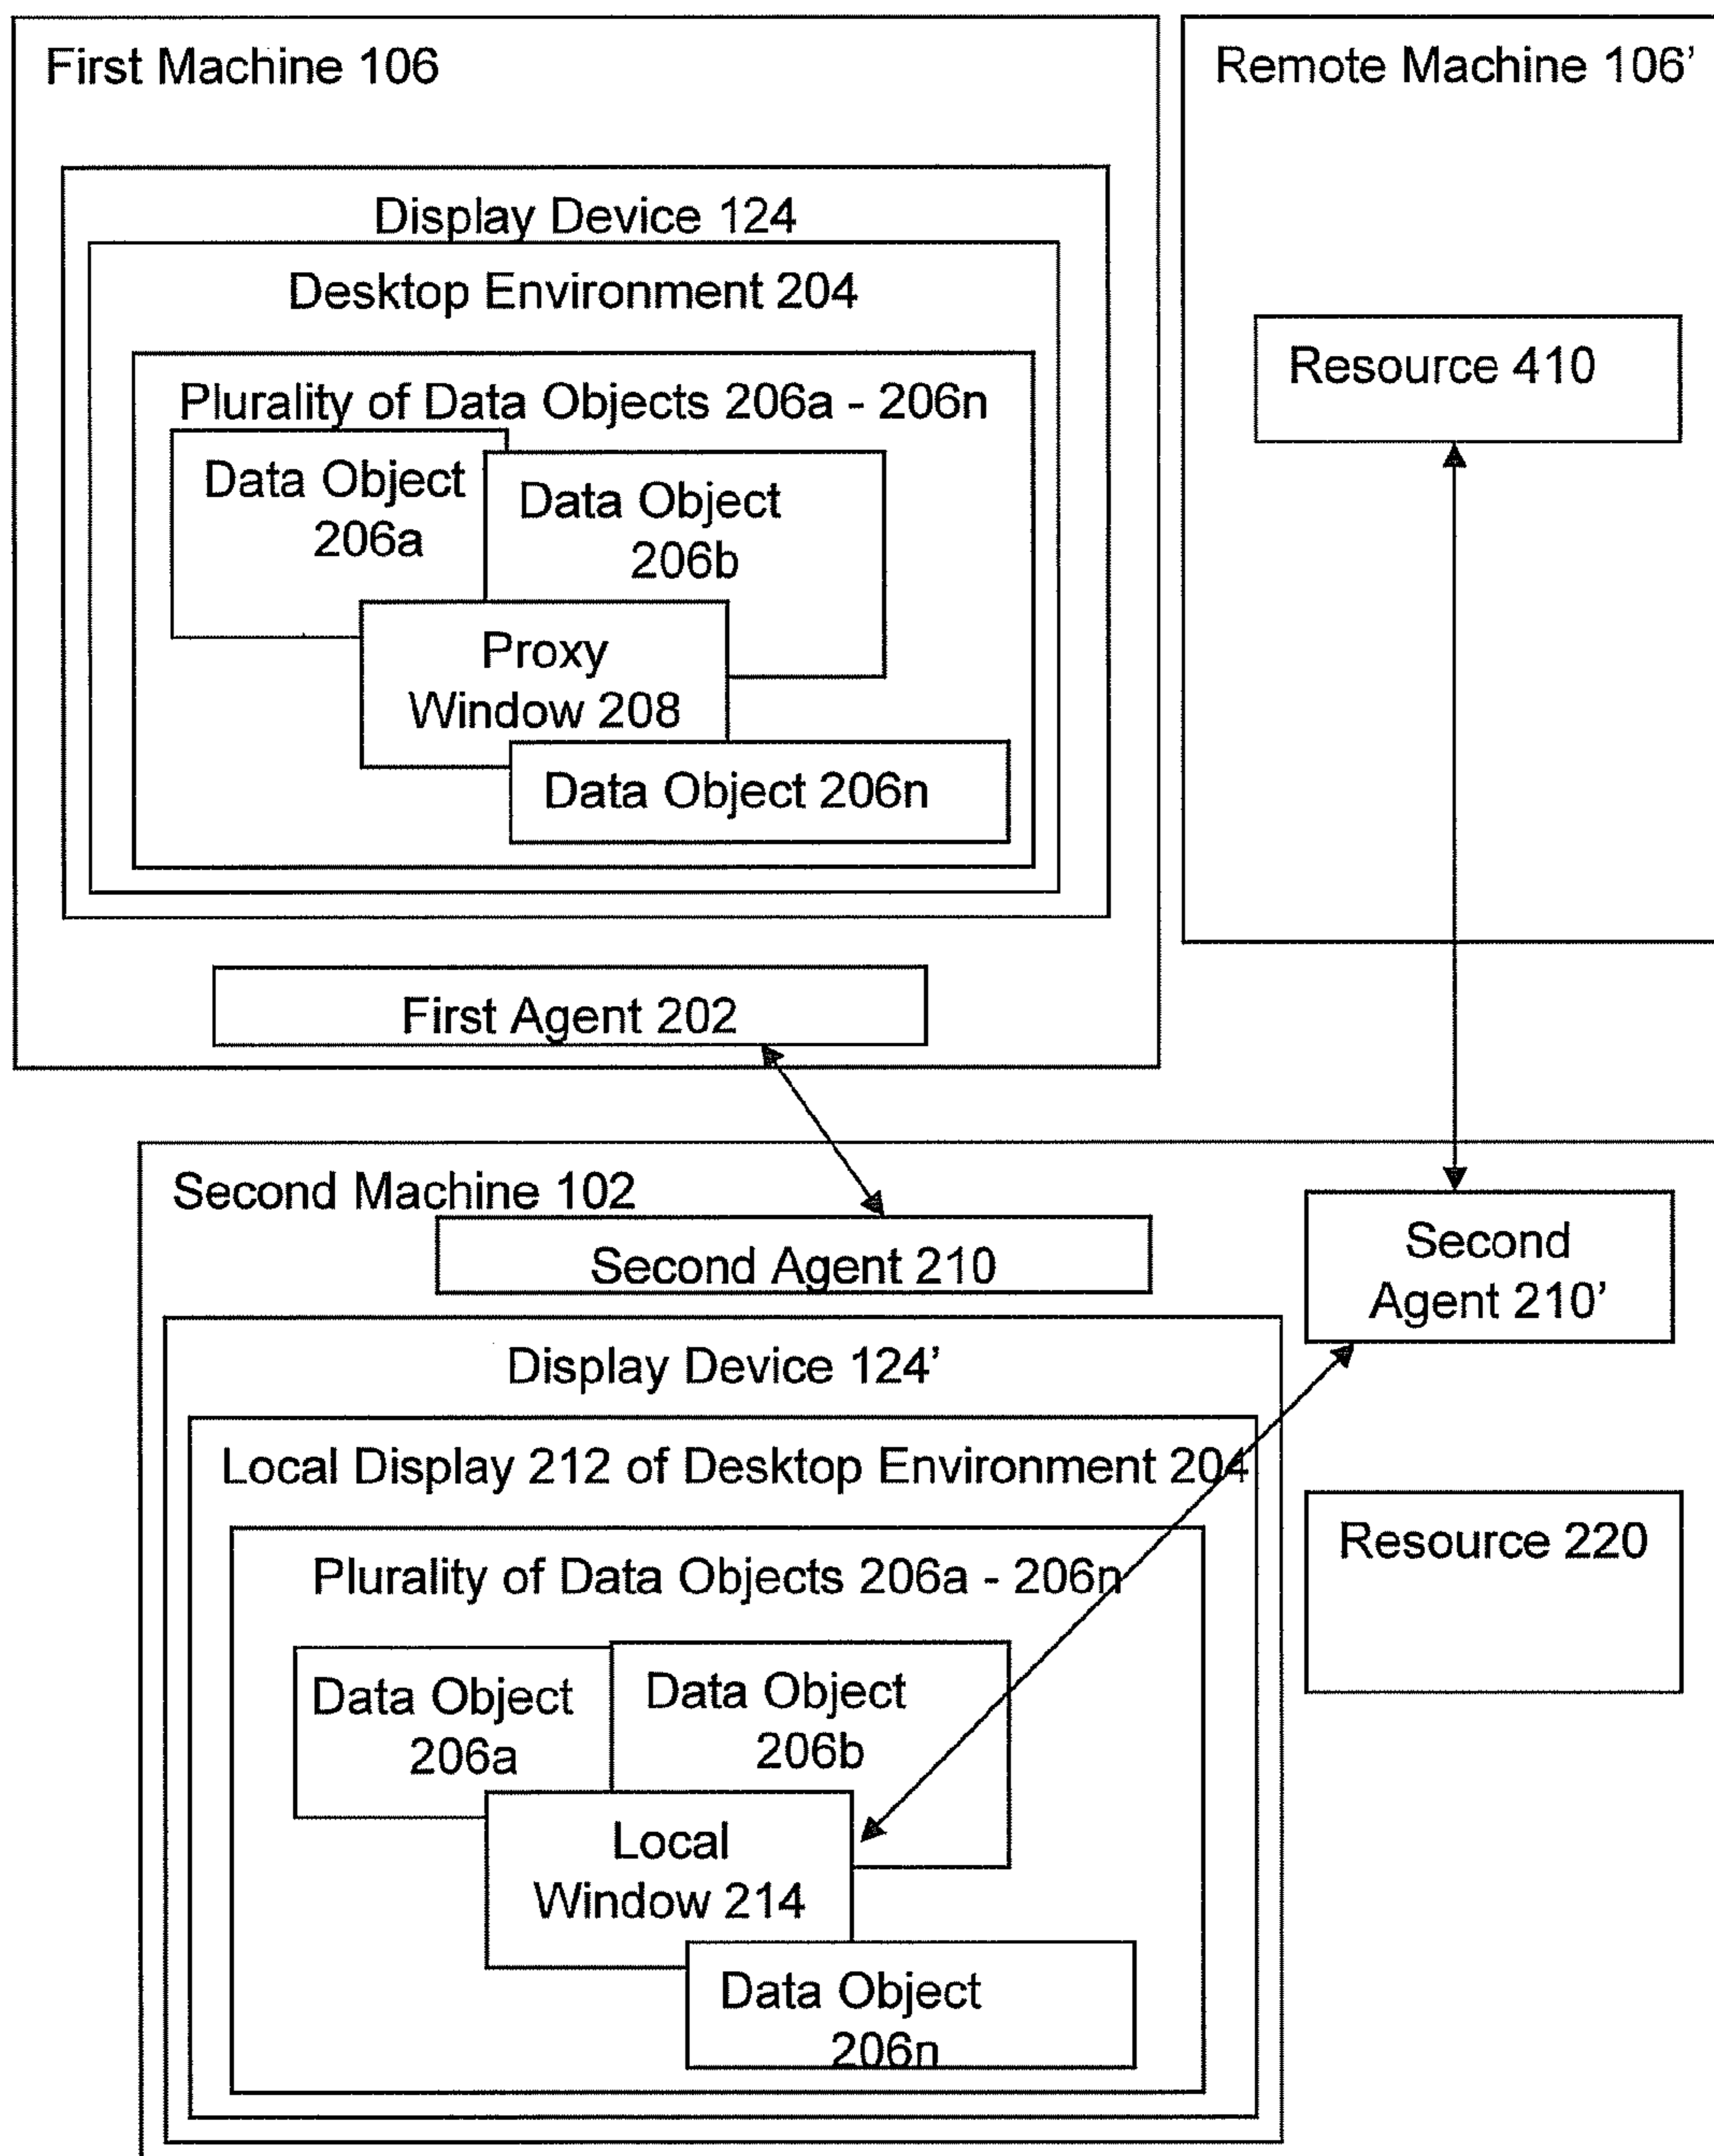 First Machine 106
Display Device 124
Desktop Environment 204
Plurality of Data Objects 206a - 206n
Data Object
206a
Data Object
206b
Proxy
Window 208
Data Object 206n
First Agent 202
Remote Machine 106’
Resource 410
Second Machine 102
Second Agent 210
Second
Agent 210’
Display Device 124’
Local Display 212 of Desktop Environment 204
Plurality of Data Objects 206a - 206n
Data Object
206a
Data Object
206b
Local
Window 214
Data Object
206n
Resource 220